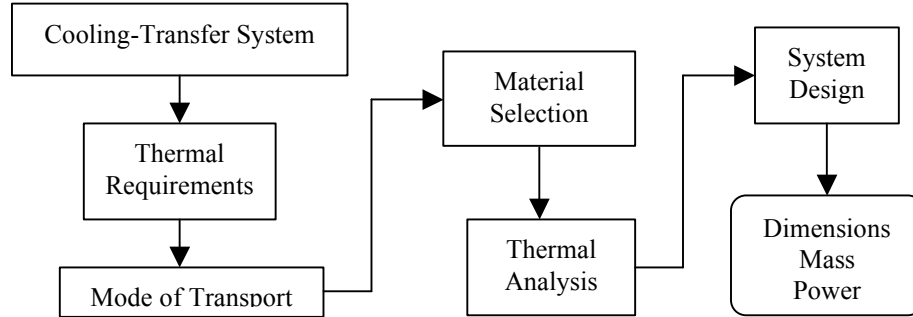 Cooling-Transfer System
Thermal
Requirements
Mode of Transport
Material
Selection
Thermal
Analysis
System
Design
Dimensions
Mass
Power